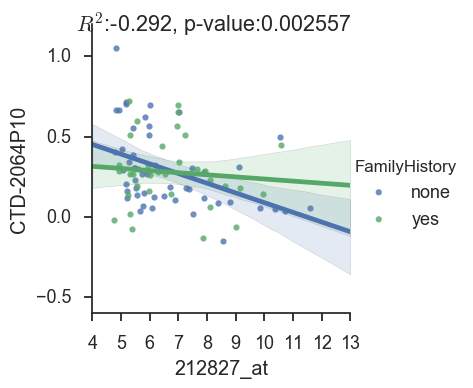 R²:-0.292, p-value:0.002557
CTD-2064P10
1.0
0.5
0.0
−0.5
4 5 6 7 8 9 10 11 12 13
212827_at
FamilyHistory
none
yes